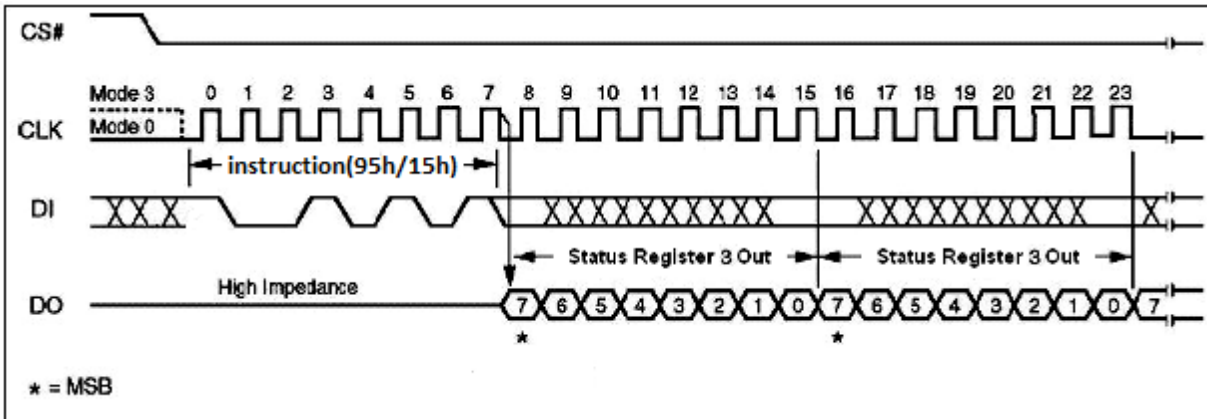 CS#
Mode 3 0 1 2 3 4 5 6 7 8 9 10 11 12 13 14 15 16 17 18 19 20 21 22 23
CLK Mode 0
instruction(95h/15h)
DI
Status Register 3 Out Status Register 3 Out
High Impedance
DO 7 6 5 4 3 2 1 0 7 6 5 4 3 2 1 0 7
* *
* = MSB